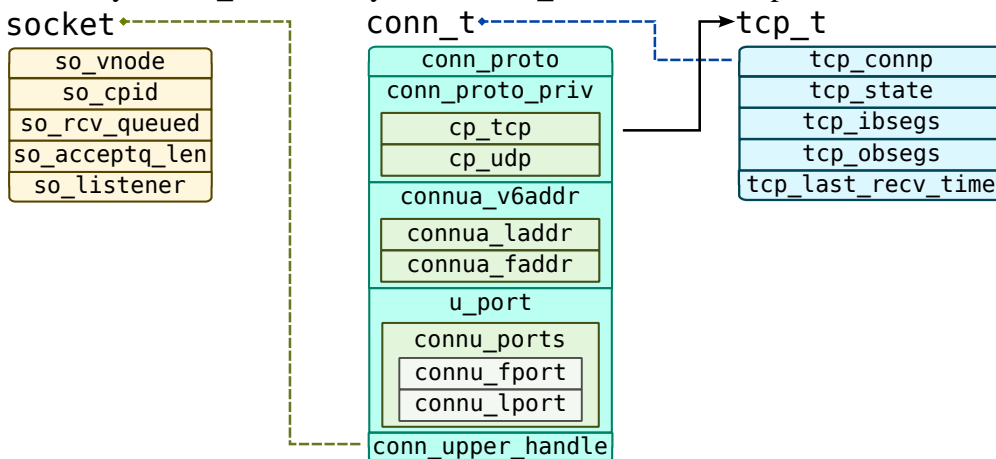 socket
so_vnode
so_cpid
so_rcv_queued
so_acceptq_len
so_listener
conn_t
conn_proto
conn_proto_priv
cp_tcp
cp_udp
connua_v6addr
connua_laddr
connua_faddr
u_port
connu_ports
connu_fport
connu_lport
conn_upper_handle
tcp_t
tcp_connp
tcp_state
tcp_ibsegs
tcp_obsegs
tcp_last_recv_time